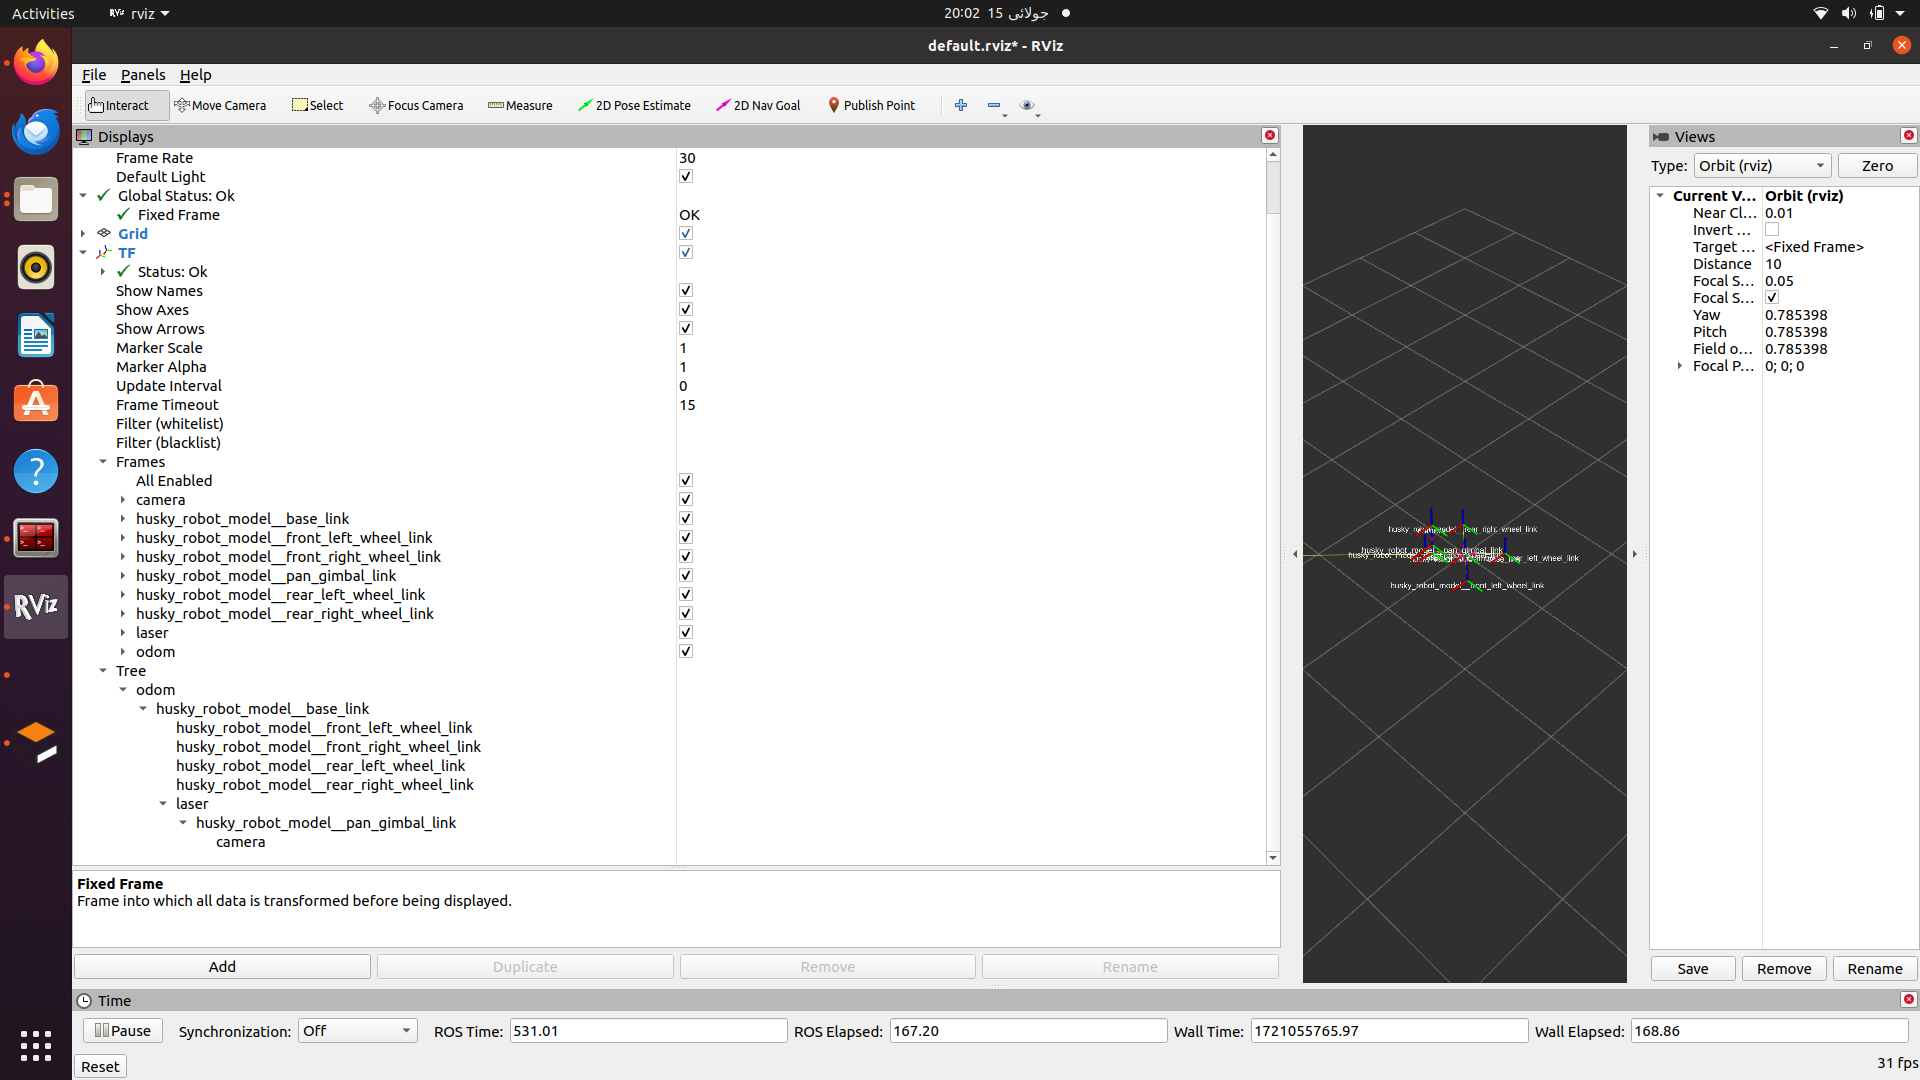 Activities rviz 20:02 15 جولائی
default.rviz* - RViz
File Panels Help
Interact Move Camera Select Focus Camera Measure 2D Pose Estimate 2D Nav Goal Publish Point
Displays
Frame Rate 30
Default Light
Global Status: Ok
Fixed Frame OK
Grid
TF
Status: Ok
Show Names
Show Axes
Show Arrows
Marker Scale 1
Marker Alpha 1
Update Interval 0
Frame Timeout 15
Filter (whitelist)
Filter (blacklist)
Frames
All Enabled
camera
husky_robot_model__base_link
husky_robot_model__front_left_wheel_link
husky_robot_model__front_right_wheel_link
husky_robot_model__pan_gimbal_link
husky_robot_model__rear_left_wheel_link
husky_robot_model__rear_right_wheel_link
laser
odom
Tree
odom
husky_robot_model__base_link
husky_robot_model__front_left_wheel_link
husky_robot_model__front_right_wheel_link
husky_robot_model__rear_left_wheel_link
husky_robot_model__rear_right_wheel_link
laser
husky_robot_model__pan_gimbal_link
camera
Fixed Frame
Frame into which all data is transformed before being displayed.
Add Duplicate Remove Rename
husky_robot_model__rear_right_wheel_link
husky_robot_model__pan_gimbal_link
husky_robot_model__front_left_wheel_link
Views
Type: Orbit (rviz) Zero
Current V... Orbit (rviz)
Near Cl... 0.01
Invert ...
Target ... <Fixed Frame>
Distance 10
Focal S... 0.05
Focal S...
Yaw 0.785398
Pitch 0.785398
Field o... 0.785398
Focal P... 0; 0; 0
Save Remove Rename
Time
Pause Synchronization: Off ROS Time: 531.01 ROS Elapsed: 167.20 Wall Time: 1721055765.97 Wall Elapsed: 168.86
Reset 31 fps
RViz